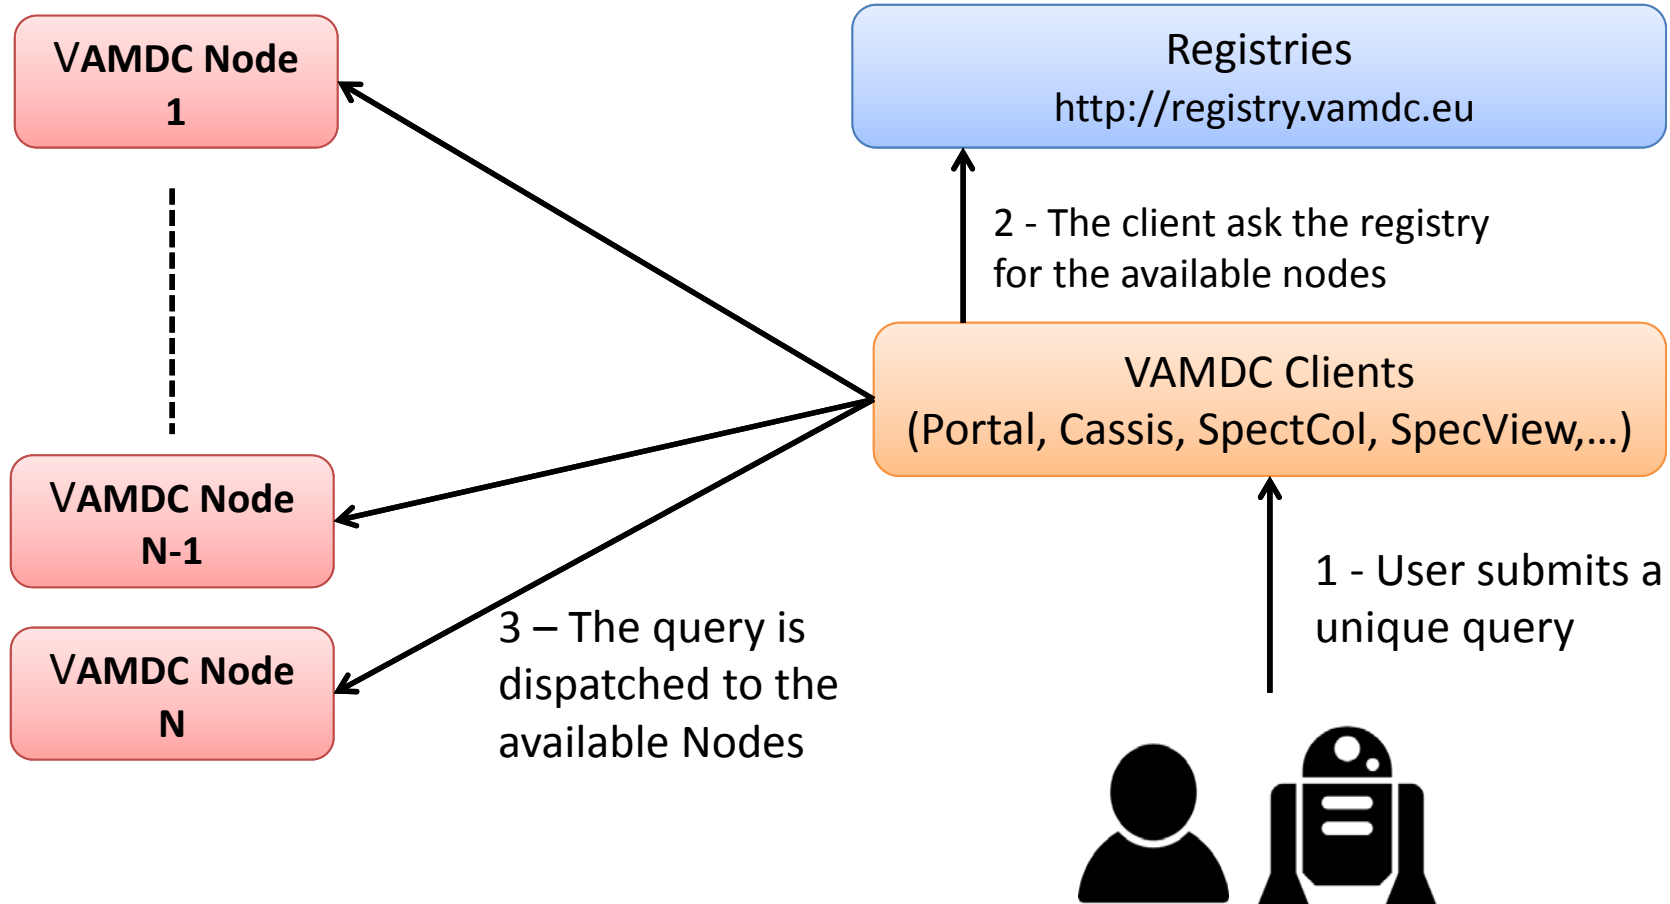 VAMDC Node
1
Registries
http://registry.vamdc.eu
2 - The client ask the registry
for the available nodes
VAMDC Clients
(Portal, Cassis, SpectCol, SpecView,...)
VAMDC Node
N-1
1 - User submits a
unique query
3 – The query is
dispatched to the
available Nodes
VAMDC Node
N